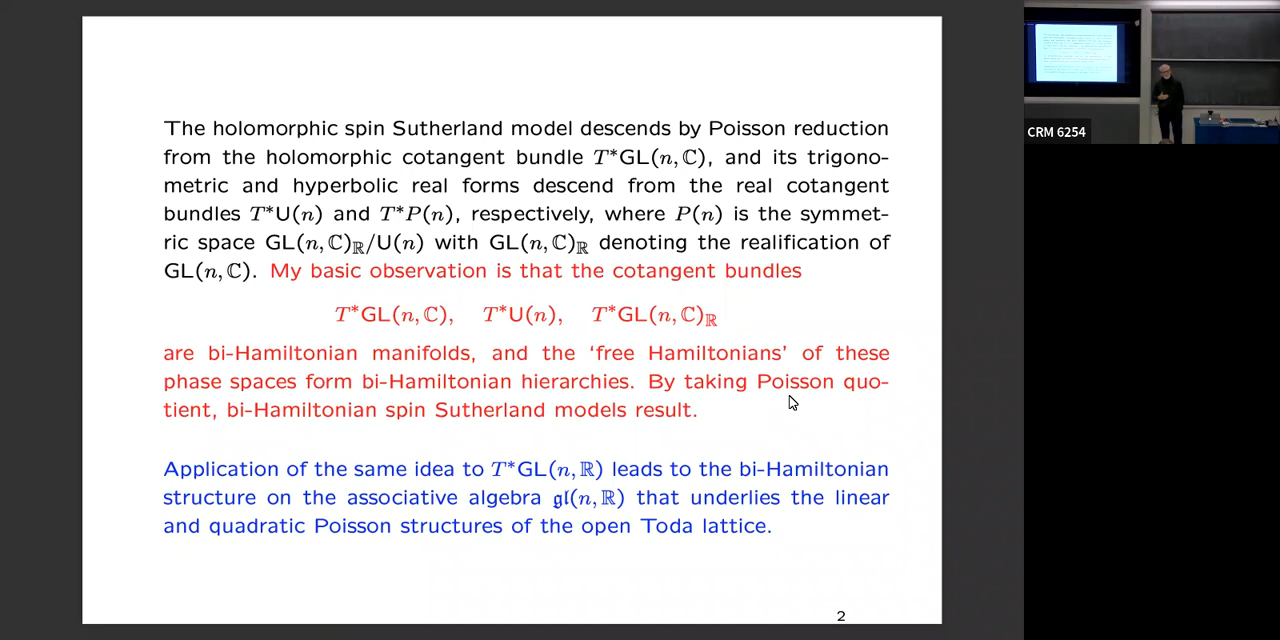 The holomorphic spin Sutherland model descends by Poisson reduction
from the holomorphic cotangent bundle T*GL(n, ℂ), and its trigono-
metric and hyperbolic real forms descend from the real cotangent
bundles T*U(n) and T*P(n), respectively, where P(n) is the symmet-
ric space GL(n, ℂ)_ℝ/U(n) with GL(n, ℂ)_ℝ denoting the realification of
GL(n, ℂ). My basic observation is that the cotangent bundles
T*GL(n, ℂ), T*U(n), T*GL(n, ℂ)_ℝ
are bi-Hamiltonian manifolds, and the ‘free Hamiltonians’ of these
phase spaces form bi-Hamiltonian hierarchies. By taking Poisson quo-
tient, bi-Hamiltonian spin Sutherland models result.
Application of the same idea to T*GL(n, ℝ) leads to the bi-Hamiltonian
structure on the associative algebra 𝔤𝔩(n, ℝ) that underlies the linear
and quadratic Poisson structures of the open Toda lattice.
2
CRM 6254